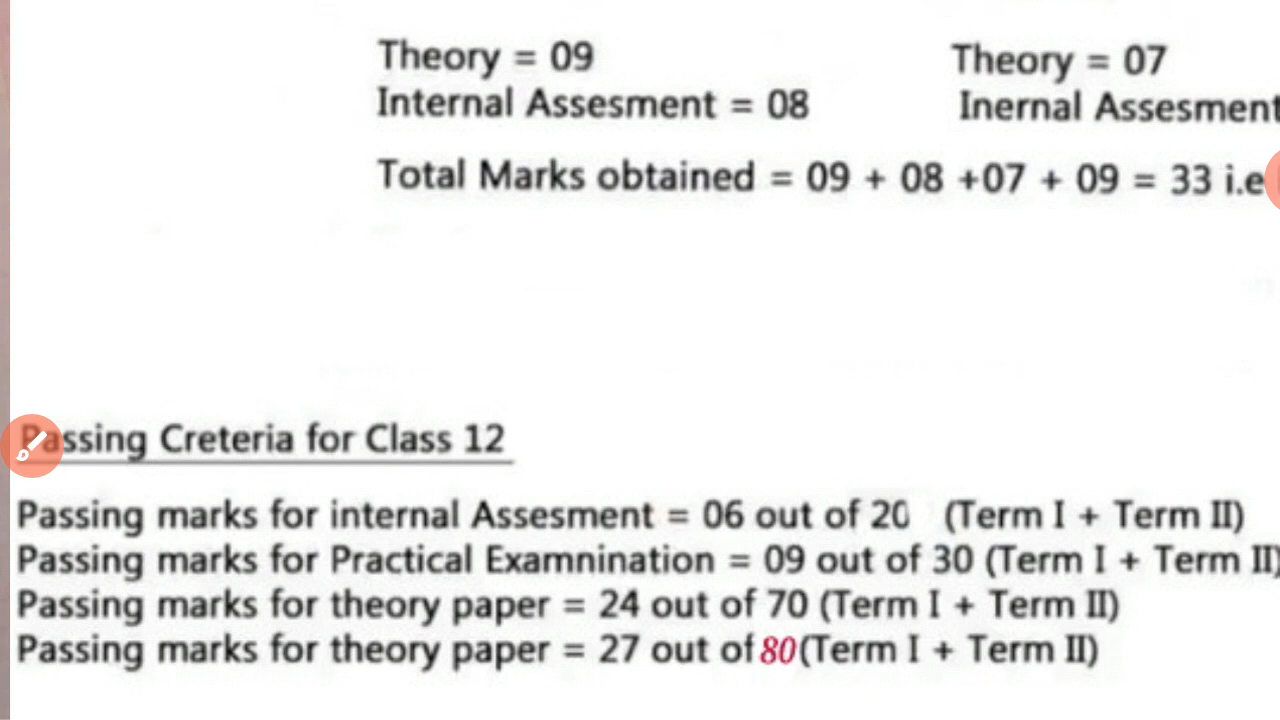 Theory = 09 Theory = 07
Internal Assesment = 08 Inernal Assesment
Total Marks obtained = 09 + 08 +07 + 09 = 33 i.e
Passing Creteria for Class 12
Passing marks for internal Assesment = 06 out of 20 (Term I + Term II)
Passing marks for Practical Examnination = 09 out of 30 (Term I + Term II)
Passing marks for theory paper = 24 out of 70 (Term I + Term II)
Passing marks for theory paper = 27 out of 80 (Term I + Term II)